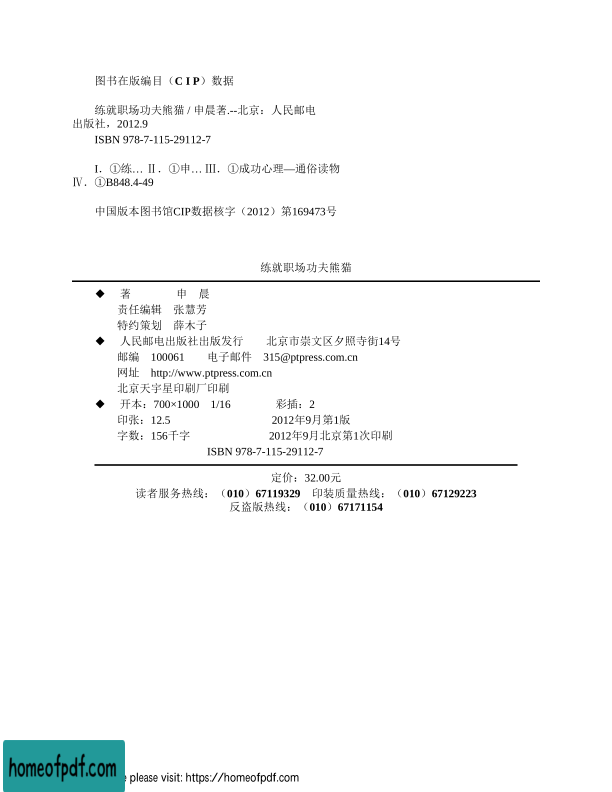 图书在版编目（CIP）数据
练就职场功夫熊猫 / 申晨著.--北京：人民邮电
出版社，2012.9
ISBN 978-7-115-29112-7
I．①练… Ⅱ．①申… Ⅲ．①成功心理—通俗读物
Ⅳ．①B848.4-49
中国版本图书馆CIP数据核字（2012）第169473号
练就职场功夫熊猫
◆ 著 申 晨
责任编辑 张慧芳
特约策划 薛木子
◆ 人民邮电出版社出版发行 北京市崇文区夕照寺街14号
邮编 100061 电子邮件 315@ptpress.com.cn
网址 http://www.ptpress.com.cn
北京天宇星印刷厂印刷
◆ 开本：700×1000 1/16 彩插：2
印张：12.5 2012年9月第1版
字数：156千字 2012年9月北京第1次印刷
ISBN 978-7-115-29112-7
定价：32.00元
读者服务热线：（010）67119329 印装质量热线：（010）67129223
反盗版热线：（010）67171154
homeofpdf.com
please visit: https://homeofpdf.com